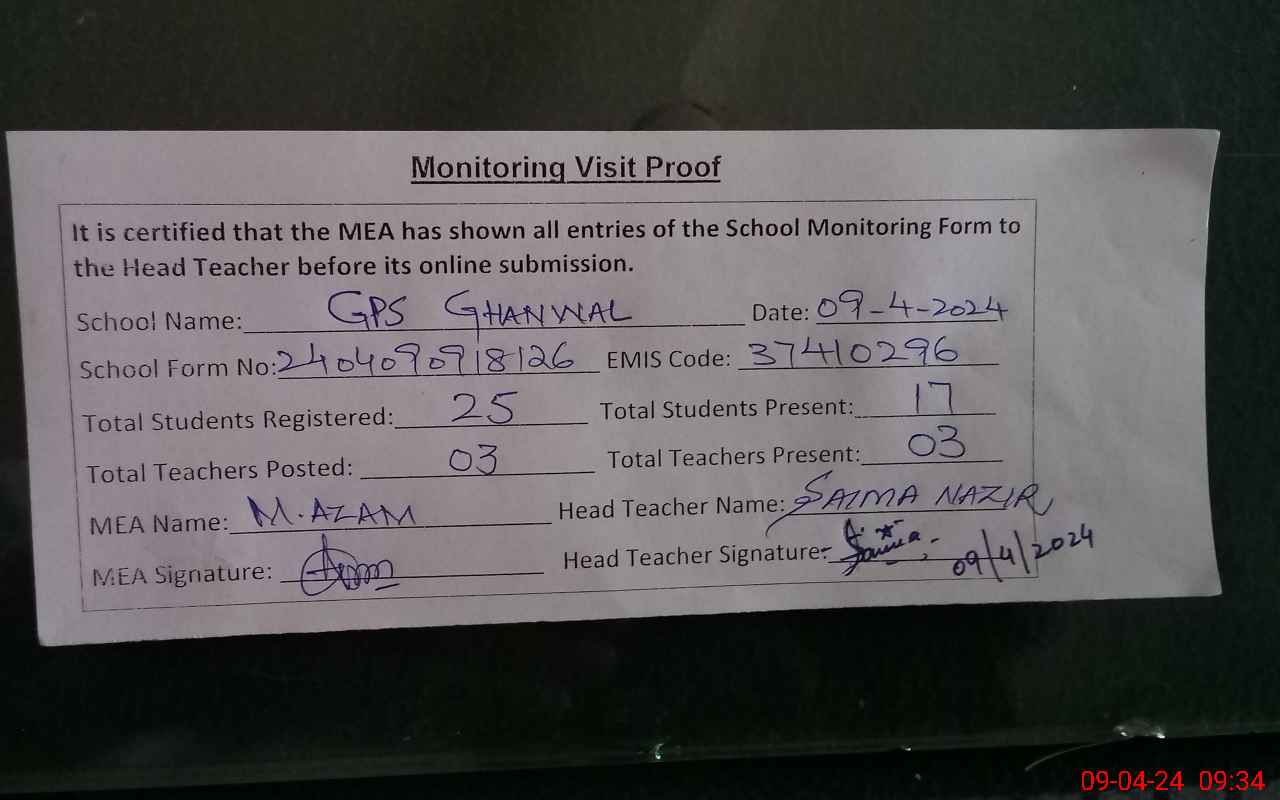 Monitoring Visit Proof
It is certified that the MEA has shown all entries of the School Monitoring Form to
the Head Teacher before its online submission.
School Name: GPS GHANWAL Date: 09-4-2024
School Form No: 2404090918126 EMIS Code: 37410296
Total Students Registered: 25 Total Students Present: 17
Total Teachers Posted: 03 Total Teachers Present: 03
MEA Name: M.AZAM Head Teacher Name: SAIMA NAZIR
MEA Signature: Head Teacher Signature: 09/4/2024
09-04-24 09:34